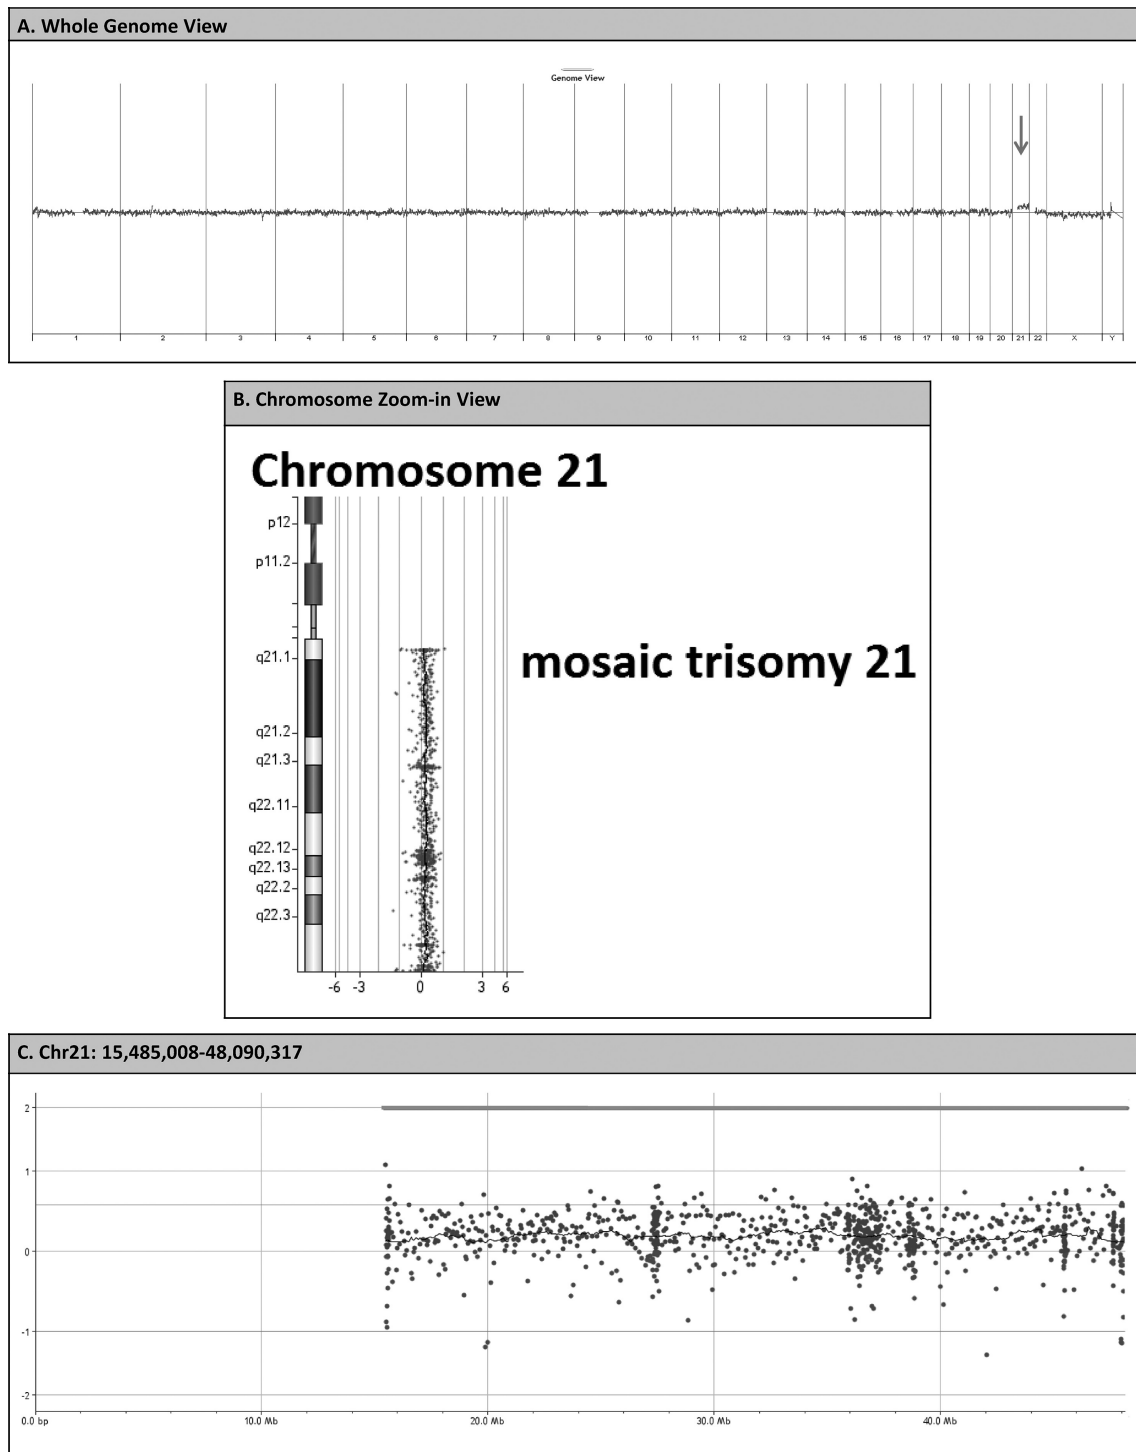 A. Whole Genome View
Genome View
1 2 3 4 5 6 7 8 9 10 11 12 13 14 15 16 17 18 19 20 21 22 X Y
B. Chromosome Zoom-in View
Chromosome 21
p12
p11.2
q21.1
mosaic trisomy 21
q21.2
q21.3
q22.11
q22.12
q22.13
q22.2
q22.3
-6 -3 0 3 6
C. Chr21: 15,485,008-48,090,317
2
1
0
-1
-2
0.0 bp 10.0 Mb 20.0 Mb 30.0 Mb 40.0 Mb